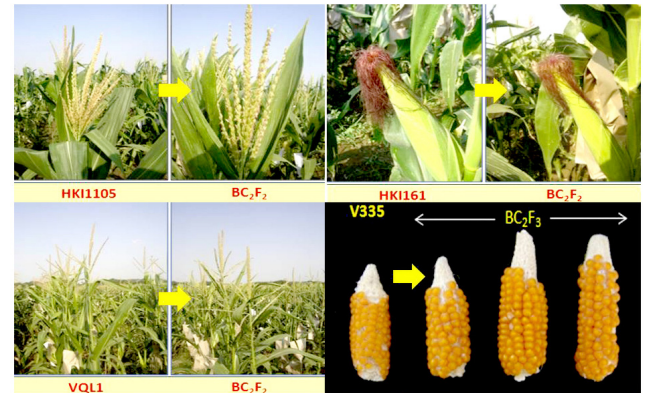 HKI1105
BC₂F₂
HKI161
BC₂F₂
VQL1
BC₂F₂
V335
BC₂F₃